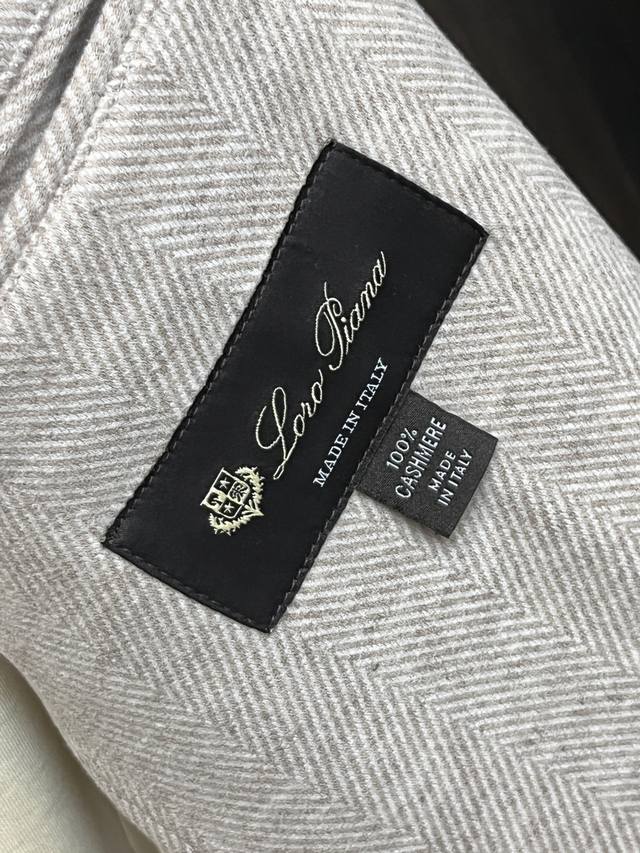 Loro Piana
MADE IN ITALY
100%
CASHMERE
MADE
IN ITALY